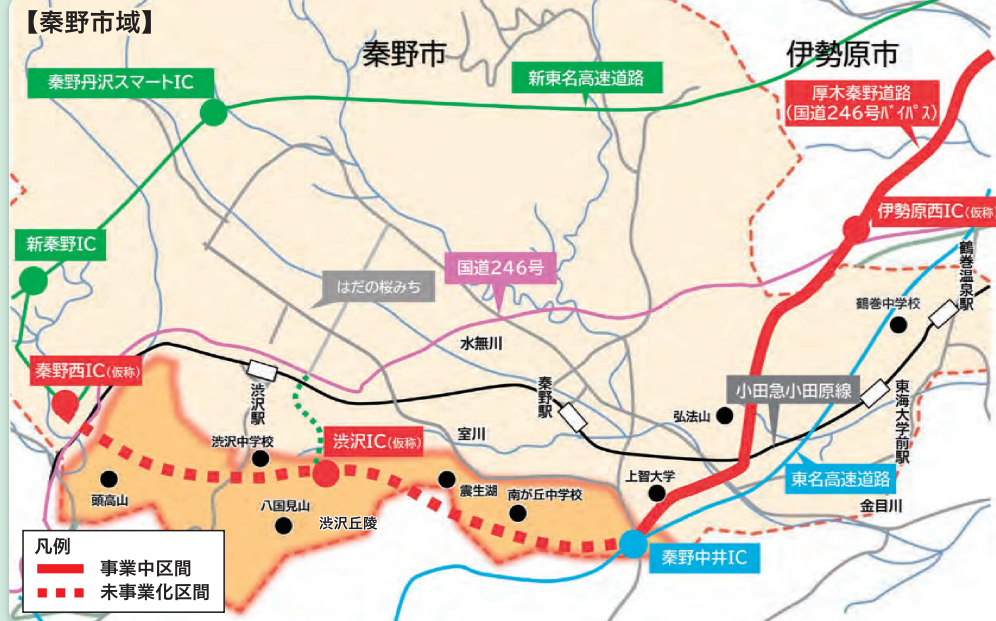 【秦野市域】
秦野市
伊勢原市
秦野丹沢スマートIC
新東名高速道路
厚木秦野道路
(国道246号ﾊﾞｲﾊﾟｽ)
伊勢原西IC(仮称)
新秦野IC
国道246号
はだの桜みち
鶴巻温泉駅
鶴巻中学校
水無川
秦野西IC(仮称)
渋沢駅
秦野駅
小田急小田原線
東海大学前駅
弘法山
室川
渋沢中学校
渋沢IC(仮称)
上智大学
東名高速道路
頭高山
震生湖
南が丘中学校
金目川
八国見山
渋沢丘陵
秦野中井IC
凡例
事業中区間
未事業化区間